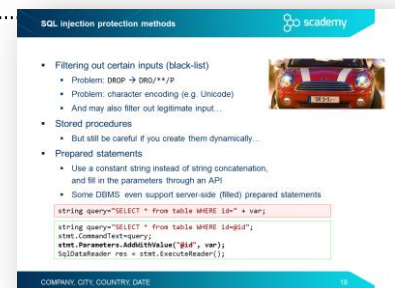 SQL injection protection methods
scademy
Filtering out certain inputs (black-list)
Problem: DROP → DRO/**/P
Problem: character encoding (e.g. Unicode)
And may also filter out legitimate input…
Stored procedures
But still be careful if you create them dynamically…
Prepared statements
Use a constant string instead of string concatenation,
and fill in the parameters through an API
Some DBMS even support server-side (filled) prepared statements
string query="SELECT * from table WHERE id=" + var;
string query="SELECT * from table WHERE id=@id";
stmt.CommandText=query;
stmt.Parameters.AddWithValue("@id", var);
SqlDataReader res = stmt.ExecuteReader();
COMPANY, CITY, COUNTRY, DATE
19